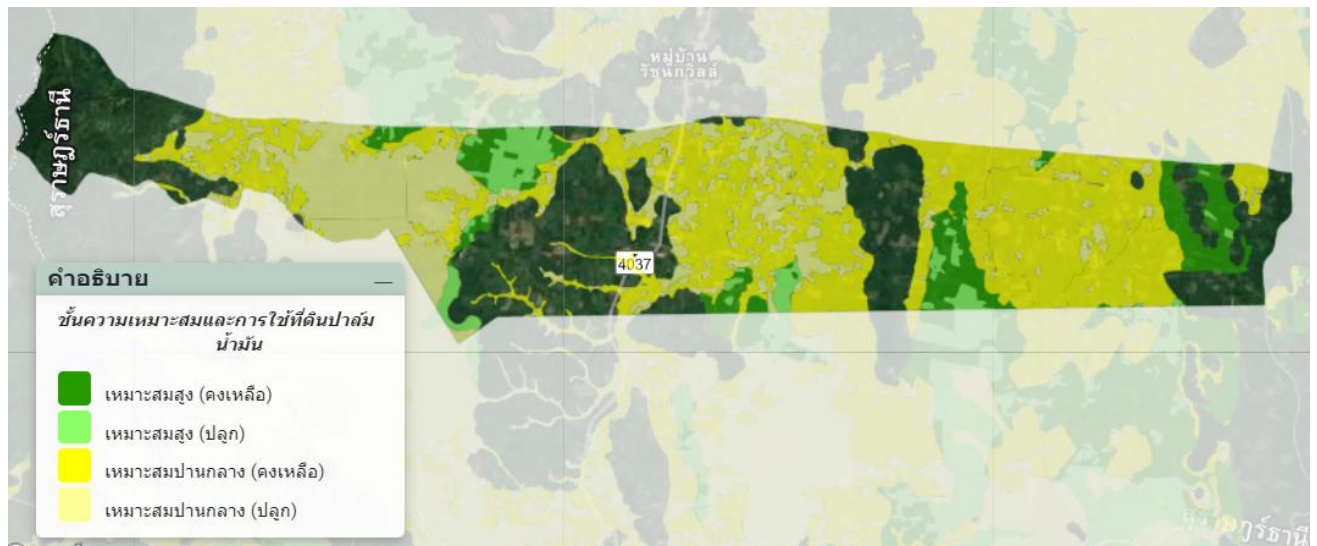 หมู่บ้าน
รัชนกวิลล์
สุราษฎร์ธานี
4037
คำอธิบาย
ชั้นความเหมาะสมและการใช้ที่ดินปาล์ม
น้ำมัน
เหมาะสมสูง (คงเหลือ)
เหมาะสมสูง (ปลูก)
เหมาะสมปานกลาง (คงเหลือ)
เหมาะสมปานกลาง (ปลูก)